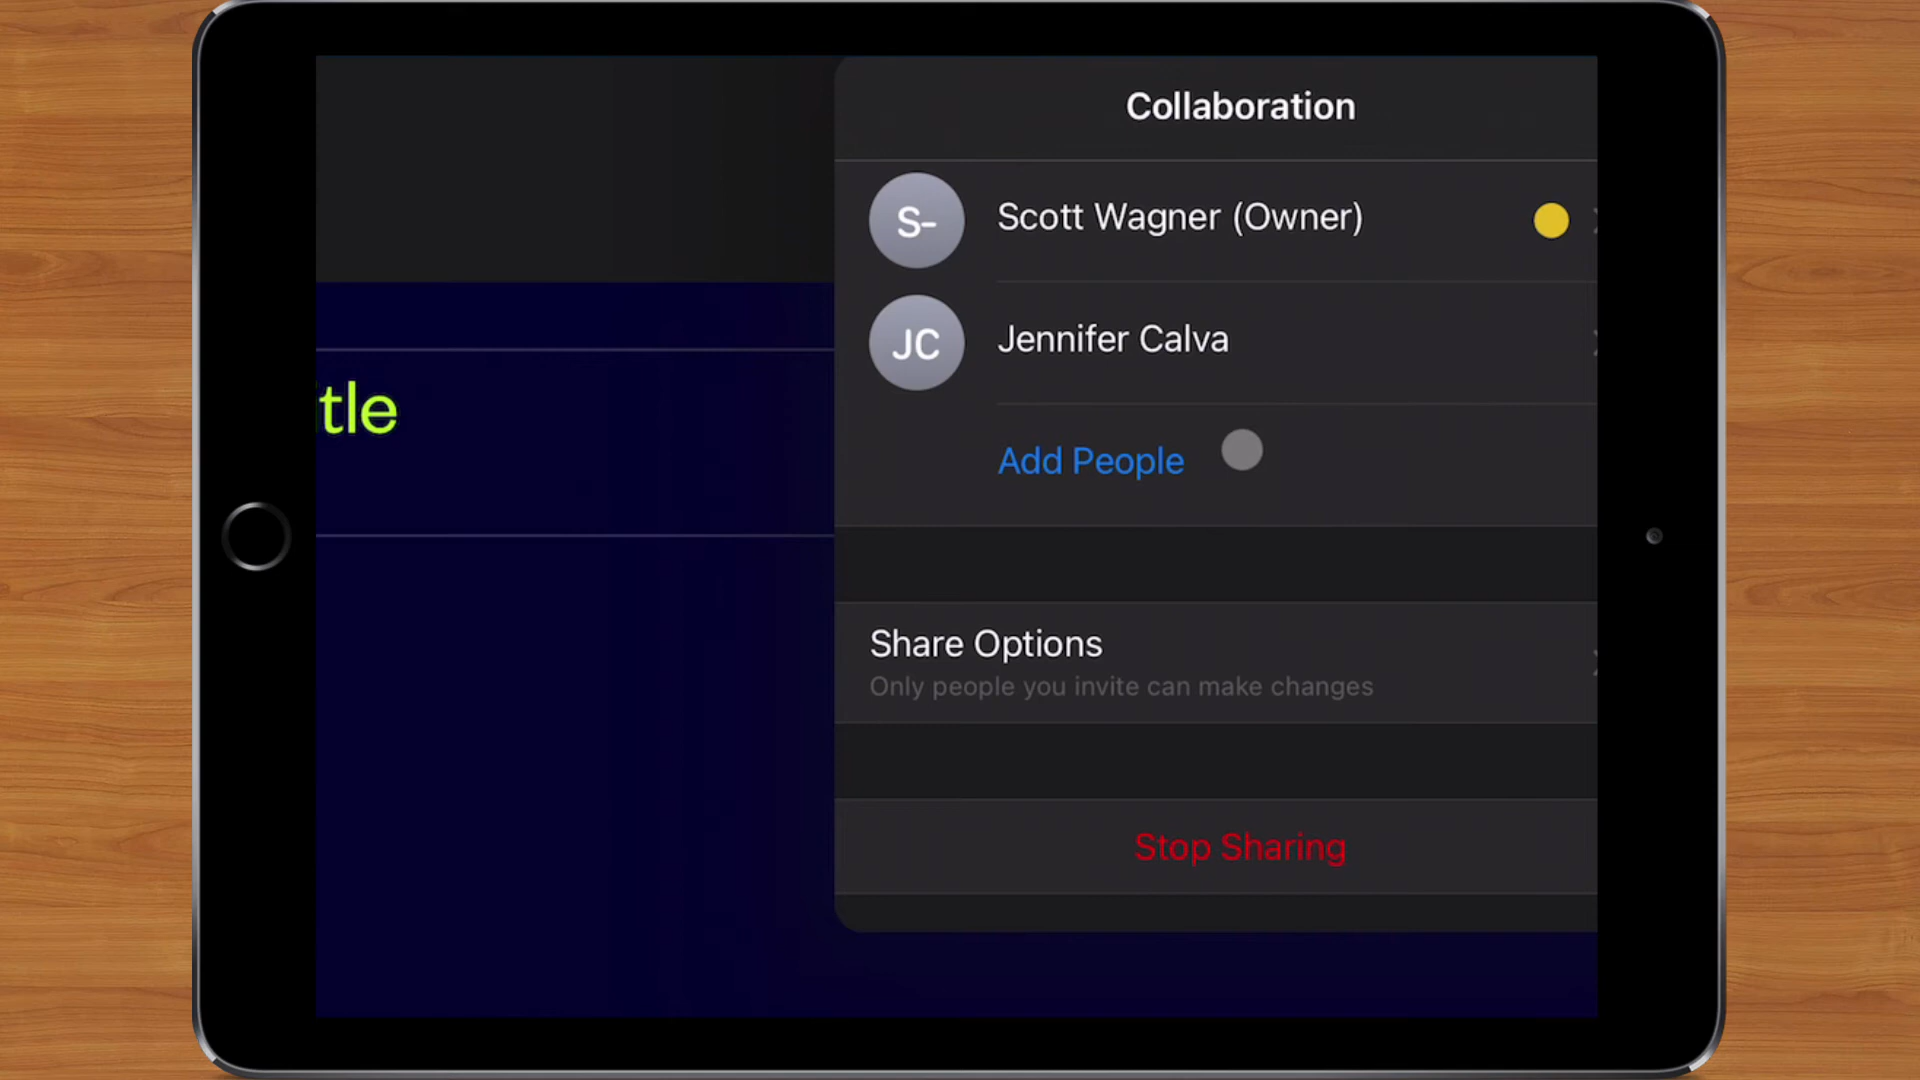 Collaboration
S-
Scott Wagner (Owner)
JC
Jennifer Calva
itle
Add People
Share Options
Only people you invite can make changes
Stop Sharing